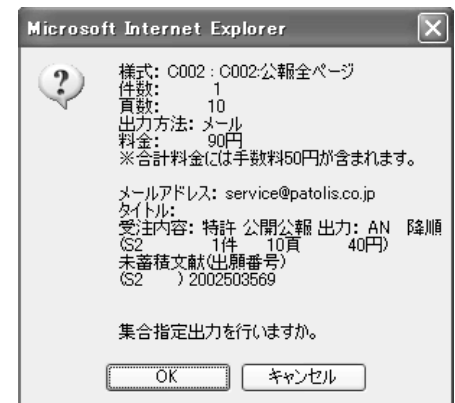 Microsoft Internet Explorer
様式: C002 : C002:公報全ページ
件数: 1
頁数: 10
出力方法: メール
料金: 90円
※合計料金には手数料50円が含まれます。
メールアドレス: service@patolis.co.jp
タイトル:
受注内容: 特許 公開公報 出力: AN 降順
(S2 1件 10頁 40円)
未蓄積文献(出願番号)
(S2 ) 2002503569
集合指定出力を行いますか。
OK キャンセル